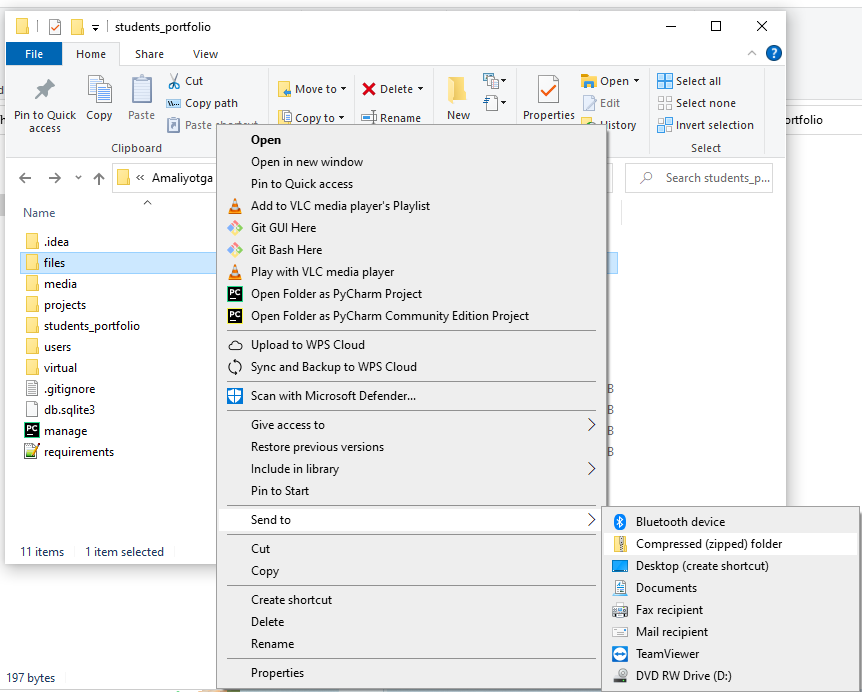 students_portfolio
File Home Share View
Pin to Quick access
Copy
Paste
Cut
Copy path
Paste shortcut
Clipboard
Move to
Copy to
Delete
Rename
New
Properties
Open
Edit
History
Select all
Select none
Invert selection
Select
ortfolio
« Amaliyotga
Search students_p...
Name
.idea
files
media
projects
students_portfolio
users
virtual
.gitignore
db.sqlite3
manage
requirements
B
B
B
11 items 1 item selected
197 bytes
Open
Open in new window
Pin to Quick access
Add to VLC media player's Playlist
Git GUI Here
Git Bash Here
Play with VLC media player
PC Open Folder as PyCharm Project
PC Open Folder as PyCharm Community Edition Project
Upload to WPS Cloud
Sync and Backup to WPS Cloud
Scan with Microsoft Defender...
Give access to
Restore previous versions
Include in library
Pin to Start
Send to
Cut
Copy
Create shortcut
Delete
Rename
Properties
Bluetooth device
Compressed (zipped) folder
Desktop (create shortcut)
Documents
Fax recipient
Mail recipient
TeamViewer
DVD RW Drive (D:)